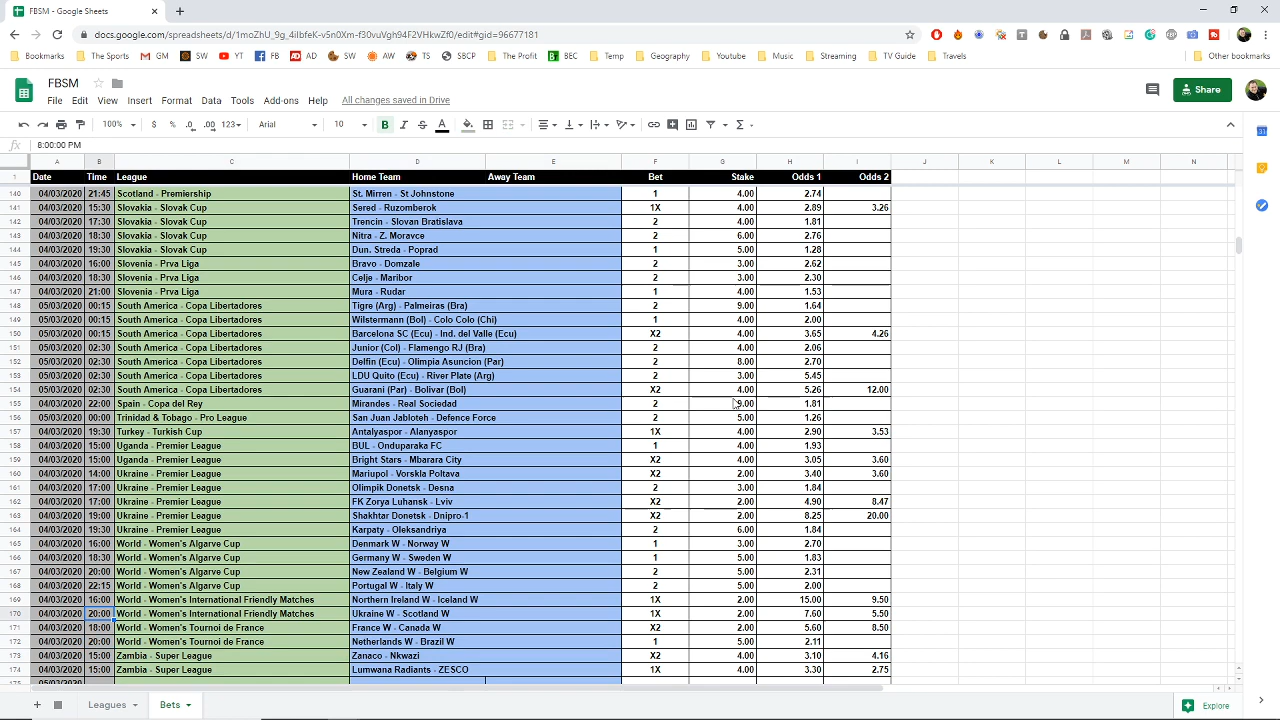 FBSM - Google Sheets
docs.google.com/spreadsheets/d/1moZhU_9g_4iIbfeK-v5n0Xm-f30vuVgh94F2VHkwZf0/edit#gid=96677181
Bookmarks SW GM SW YT FB AD DB SW AW TS SBCP The Profit BEC Temp Geography Youtube Music Streaming TV Guide Travels Other bookmarks
FBSM
File Edit View Insert Format Data Tools Add-ons Help All changes saved in Drive Share
100% $ % .0 .00 123 Arial 10 B I S A
fx 8:00:00 PM
A B C D E F G H I J K L M N
1 Date Time League Home Team Away Team Bet Stake Odds 1 Odds 2
140 04/03/2020 21:45 Scotland - Premiership St. Mirren - St Johnstone 1 4.00 2.74
141 04/03/2020 15:30 Slovakia - Slovak Cup Sered - Ruzomberok 1X 4.00 2.89 3.26
142 04/03/2020 17:30 Slovakia - Slovak Cup Trencin - Slovan Bratislava 2 4.00 1.81
143 04/03/2020 18:30 Slovakia - Slovak Cup Nitra - Z. Moravce 2 6.00 2.76
144 04/03/2020 19:30 Slovakia - Slovak Cup Dun. Streda - Poprad 1 5.00 1.28
145 04/03/2020 16:00 Slovenia - Prva Liga Bravo - Domzale 2 3.00 2.62
146 04/03/2020 18:30 Slovenia - Prva Liga Celje - Maribor 2 3.00 2.30
147 04/03/2020 21:00 Slovenia - Prva Liga Mura - Rudar 1 4.00 1.53
148 05/03/2020 00:15 South America - Copa Libertadores Tigre (Arg) - Palmeiras (Bra) 2 9.00 1.64
149 05/03/2020 00:15 South America - Copa Libertadores Wilstermann (Bol) - Colo Colo (Chi) 1 4.00 2.00
150 05/03/2020 00:15 South America - Copa Libertadores Barcelona SC (Ecu) - Ind. del Valle (Ecu) X2 4.00 3.65 4.26
151 05/03/2020 02:30 South America - Copa Libertadores Junior (Col) - Flamengo RJ (Bra) 2 4.00 2.06
152 05/03/2020 02:30 South America - Copa Libertadores Delfin (Ecu) - Olimpia Asuncion (Par) 2 8.00 2.70
153 05/03/2020 02:30 South America - Copa Libertadores LDU Quito (Ecu) - River Plate (Arg) 2 3.00 5.45
154 05/03/2020 02:30 South America - Copa Libertadores Guarani (Par) - Bolivar (Bol) X2 4.00 5.26 12.00
155 04/03/2020 22:00 Spain - Copa del Rey Mirandes - Real Sociedad 2 9.00 1.81
156 05/03/2020 00:00 Trinidad & Tobago - Pro League San Juan Jabloteh - Defence Force 2 5.00 1.26
157 04/03/2020 19:30 Turkey - Turkish Cup Antalyaspor - Alanyaspor 1X 4.00 2.90 3.53
158 04/03/2020 15:00 Uganda - Premier League BUL - Onduparaka FC 1 4.00 1.93
159 04/03/2020 15:00 Uganda - Premier League Bright Stars - Mbarara City X2 4.00 3.05 3.60
160 04/03/2020 14:00 Ukraine - Premier League Mariupol - Vorskla Poltava X2 2.00 3.40 3.60
161 04/03/2020 17:00 Ukraine - Premier League Olimpik Donetsk - Desna 2 3.00 1.84
162 04/03/2020 17:00 Ukraine - Premier League FK Zorya Luhansk - Lviv X2 2.00 4.90 8.47
163 04/03/2020 19:30 Ukraine - Premier League Shakhtar Donetsk - Dnipro-1 X2 2.00 8.25 20.00
164 04/03/2020 19:30 Ukraine - Premier League Karpaty - Oleksandriya 2 6.00 1.84
165 04/03/2020 16:00 World - Women's Algarve Cup Denmark W - Norway W 1 3.00 2.70
166 04/03/2020 18:30 World - Women's Algarve Cup Germany W - Sweden W 1 5.00 1.83
167 04/03/2020 20:00 World - Women's Algarve Cup New Zealand W - Belgium W 2 5.00 2.31
168 04/03/2020 22:15 World - Women's Algarve Cup Portugal W - Italy W 2 5.00 2.00
169 04/03/2020 16:00 World - Women's International Friendly Matches Northern Ireland W - Iceland W 1X 2.00 15.00 9.50
170 04/03/2020 20:00 World - Women's International Friendly Matches Ukraine W - Scotland W 1X 2.00 7.60 5.50
171 04/03/2020 18:00 World - Women's Tournoi de France France W - Canada W X2 2.00 5.60 8.50
172 04/03/2020 20:00 World - Women's Tournoi de France Netherlands W - Brazil W 1 5.00 2.11
173 04/03/2020 15:00 Zambia - Super League Zanaco - Nkwazi X2 4.00 3.10 4.16
174 04/03/2020 15:00 Zambia - Super League Lumwana Radiants - ZESCO 1X 4.00 3.30 2.75
175 05/03/2020
Leagues Bets Explore